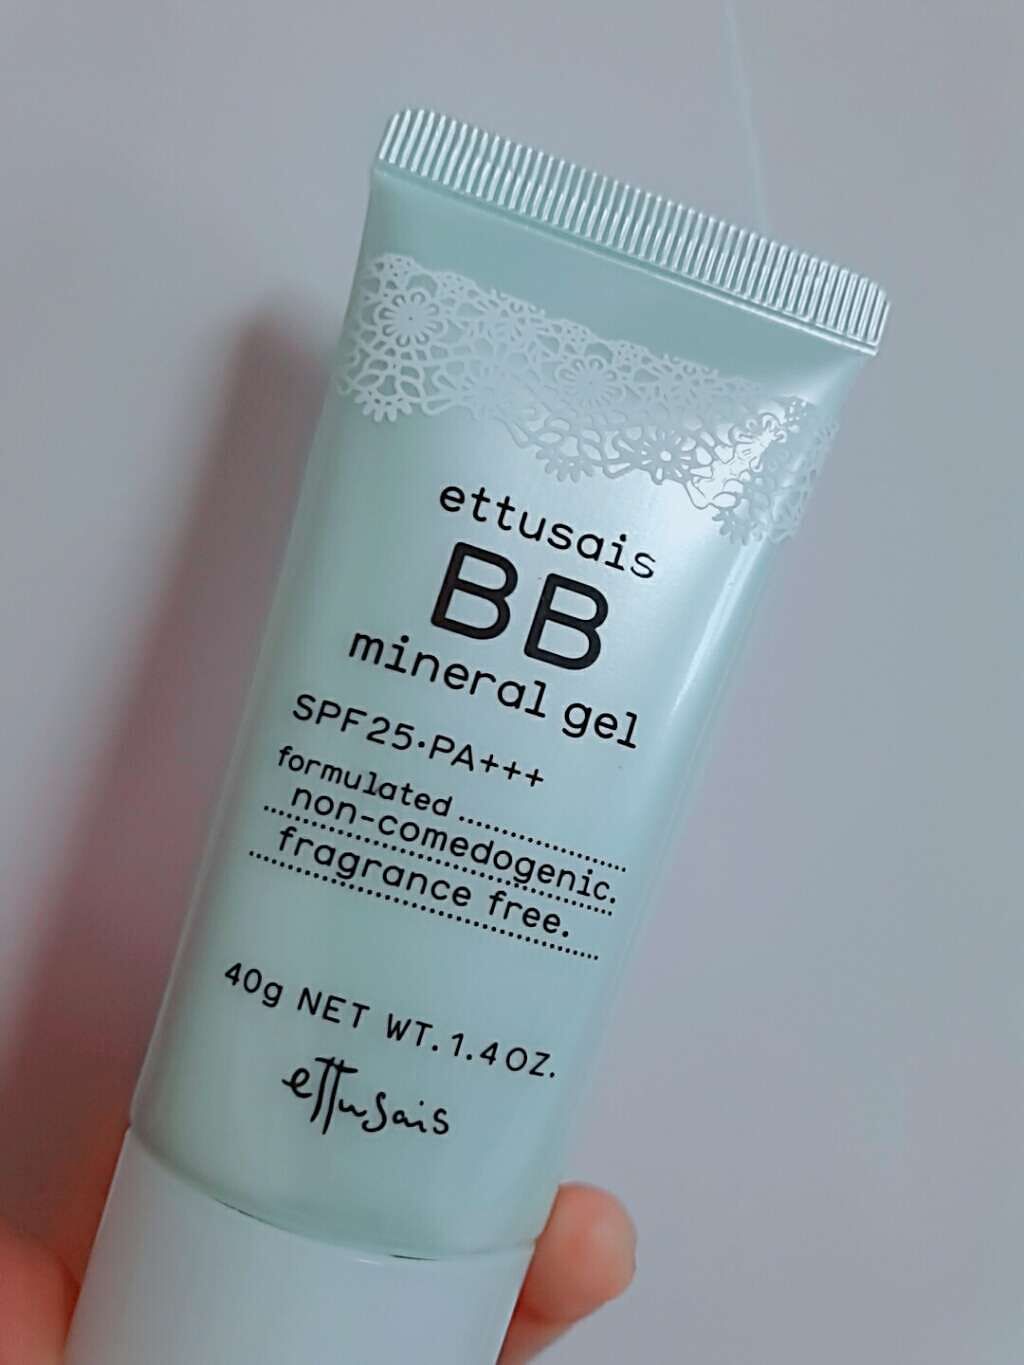 ettusais
BB
mineral gel
SPF25·PA+++
formulated
non-comedogenic.
fragrance free.
40g NET WT. 1.4 OZ.
ettusais